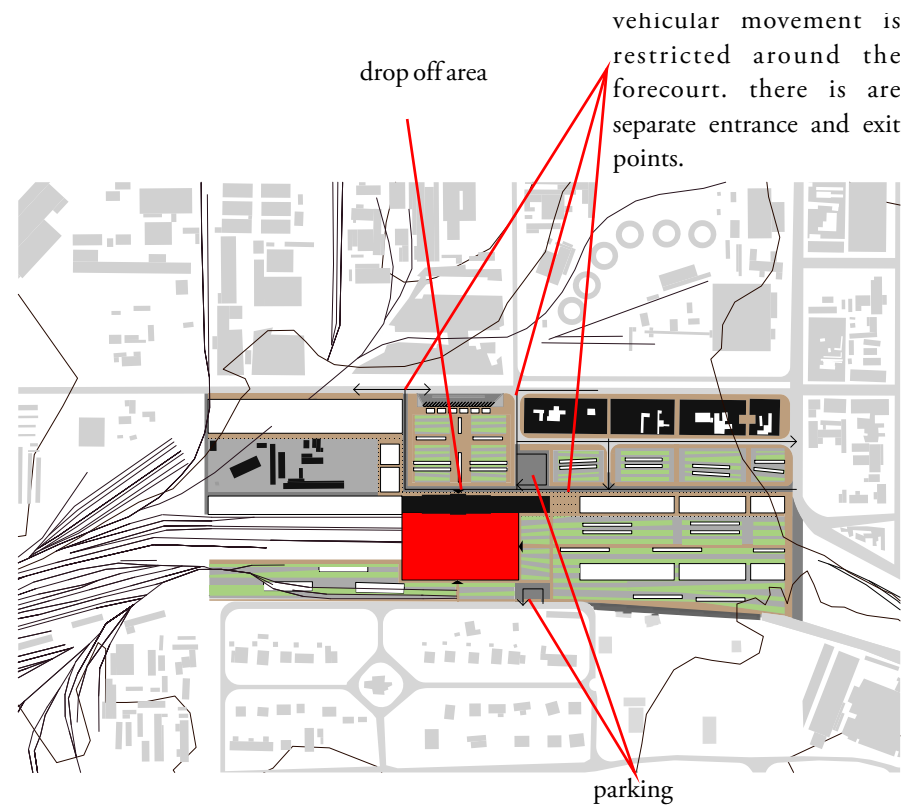 vehicular movement is
restricted around the
forecourt. there is are
separate entrance and exit
points.
drop off area
parking